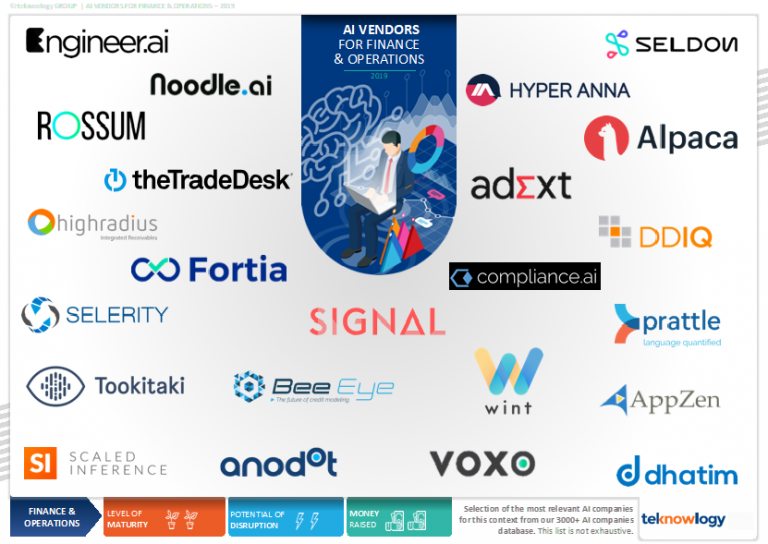 ©teknowlogy GROUP | AI VENDORS FOR FINANCE & OPERATIONS – 2019
AI VENDORS
FOR FINANCE
& OPERATIONS
2019
Engineer.ai
SELDON
Noodle.ai
HYPER ANNA
ROSSUM
Alpaca
theTradeDesk
adΣxt
highradius
Integrated Receivables
DDIQ
Fortia
compliance.ai
SELERITY
SIGNAL
prattle
language quantified
Tookitaki
Bee Eye
The future of credit modeling
wint
AppZen
SI
SCALED
INFERENCE
anodot
VOXO
dhatim
FINANCE &
OPERATIONS
LEVEL OF
MATURITY
POTENTIAL OF
DISRUPTION
MONEY
RAISED
Selection of the most relevant AI companies
for this context from our 3000+ AI companies
database. This list is not exhaustive.
teknowlogy